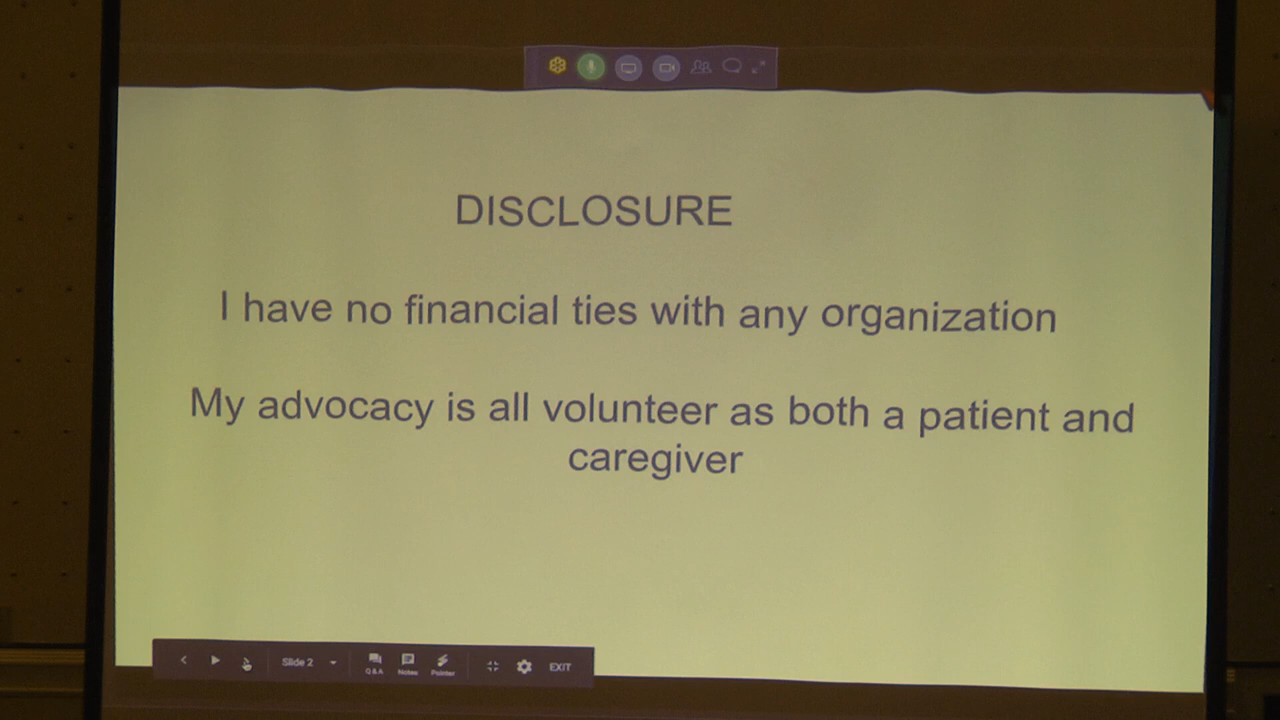 DISCLOSURE
I have no financial ties with any organization
My advocacy is all volunteer as both a patient and
caregiver
Slide 2
Q&A
Notes
Pointer
EXIT